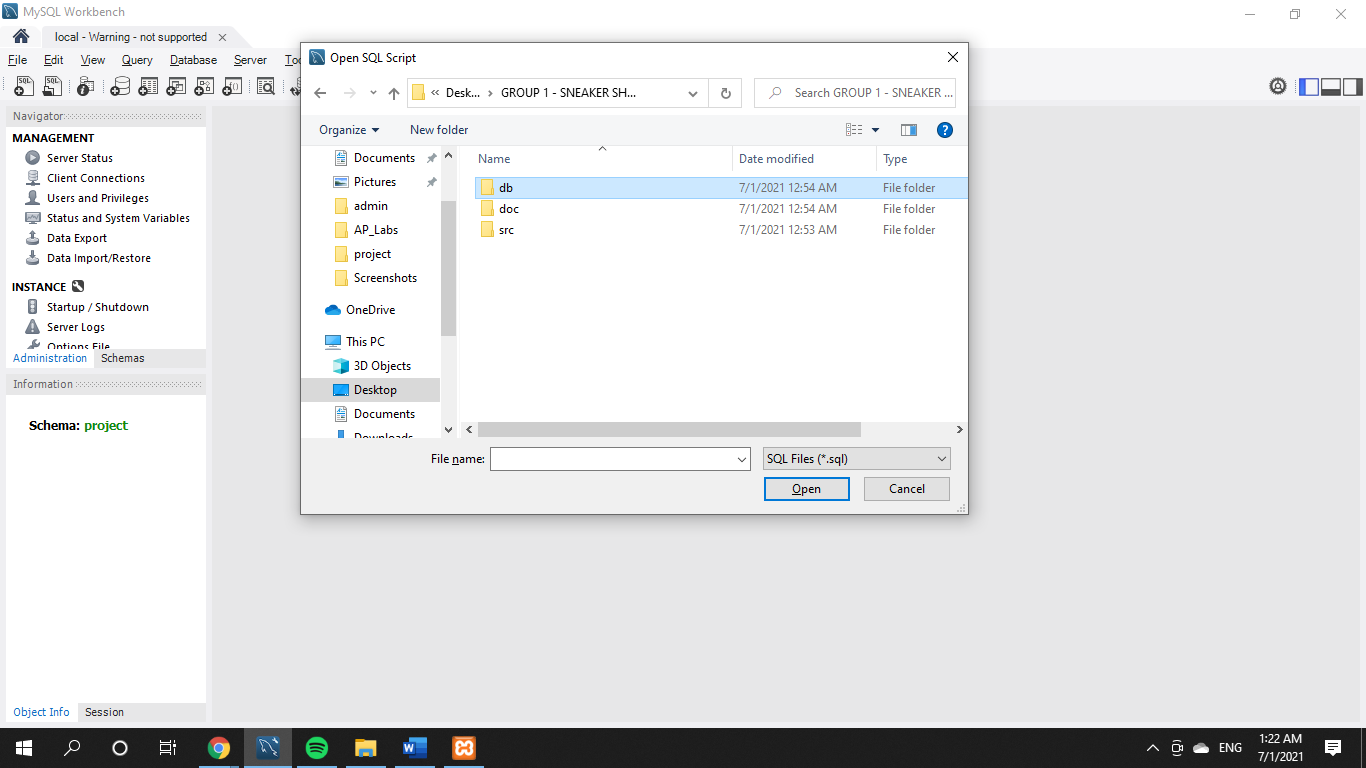 MySQL Workbench
local - Warning - not supported
File Edit View Query Database Server Too
SQL SQL
Navigator
MANAGEMENT
Server Status
Client Connections
Users and Privileges
Status and System Variables
Data Export
Data Import/Restore
INSTANCE
Startup / Shutdown
Server Logs
Options File
Administration Schemas
Information
Schema: project
Object Info Session
Open SQL Script
« Desk... › GROUP 1 - SNEAKER SH...
Search GROUP 1 - SNEAKER ...
Organize New folder
Documents
Pictures
admin
AP_Labs
project
Screenshots
OneDrive
This PC
3D Objects
Desktop
Documents
Downloads
Name Date modified Type
db 7/1/2021 12:54 AM File folder
doc 7/1/2021 12:54 AM File folder
src 7/1/2021 12:53 AM File folder
File name: SQL Files (*.sql)
Open Cancel
ENG
1:22 AM
7/1/2021